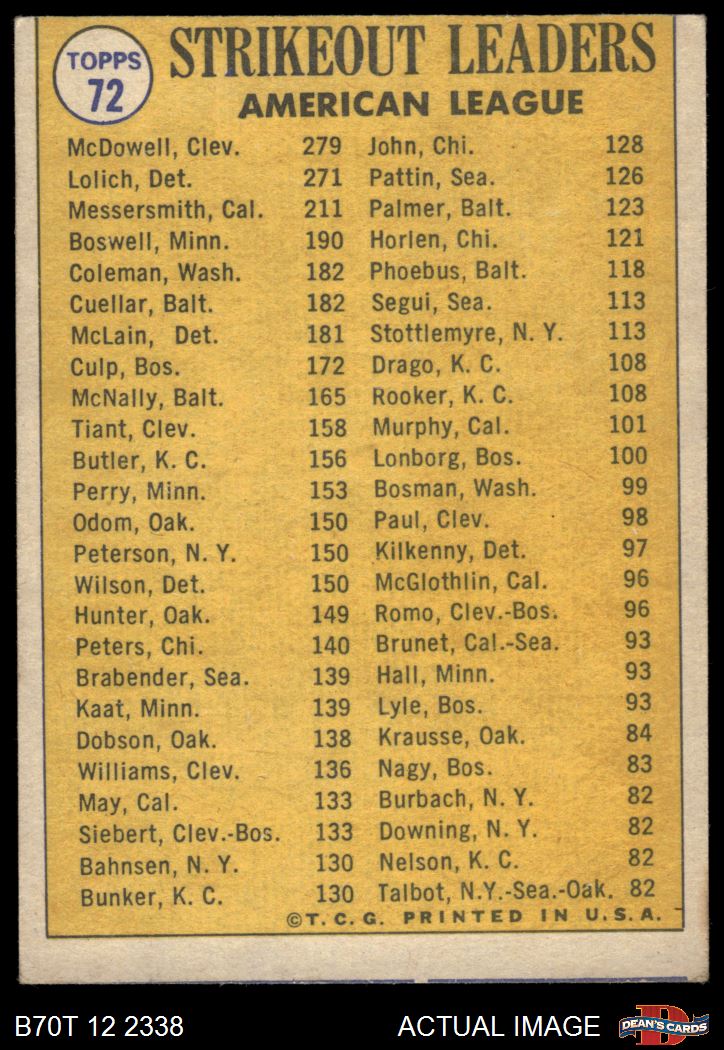 TOPPS
72
STRIKEOUT LEADERS
AMERICAN LEAGUE
McDowell, Clev. 279
Lolich, Det. 271
Messersmith, Cal. 211
Boswell, Minn. 190
Coleman, Wash. 182
Cuellar, Balt. 182
McLain, Det. 181
Culp, Bos. 172
McNally, Balt. 165
Tiant, Clev. 158
Butler, K. C. 156
Perry, Minn. 153
Odom, Oak. 150
Peterson, N. Y. 150
Wilson, Det. 150
Hunter, Oak. 149
Peters, Chi. 140
Brabender, Sea. 139
Kaat, Minn. 139
Dobson, Oak. 138
Williams, Clev. 136
May, Cal. 133
Siebert, Clev.-Bos. 133
Bahnsen, N. Y. 130
Bunker, K. C. 130
John, Chi. 128
Pattin, Sea. 126
Palmer, Balt. 123
Horlen, Chi. 121
Phoebus, Balt. 118
Segui, Sea. 113
Stottlemyre, N. Y. 113
Drago, K. C. 108
Rooker, K. C. 108
Murphy, Cal. 101
Lonborg, Bos. 100
Bosman, Wash. 99
Paul, Clev. 98
Kilkenny, Det. 97
McGlothlin, Cal. 96
Romo, Clev.-Bos. 96
Brunet, Cal.-Sea. 93
Hall, Minn. 93
Lyle, Bos. 93
Krausse, Oak. 84
Nagy, Bos. 83
Burbach, N. Y. 82
Downing, N. Y. 82
Nelson, K. C. 82
Talbot, N.Y.-Sea.-Oak. 82
©T. C. G. PRINTED IN U.S.A.
B70T 12 2338
ACTUAL IMAGE
D
DEAN'S CARDS